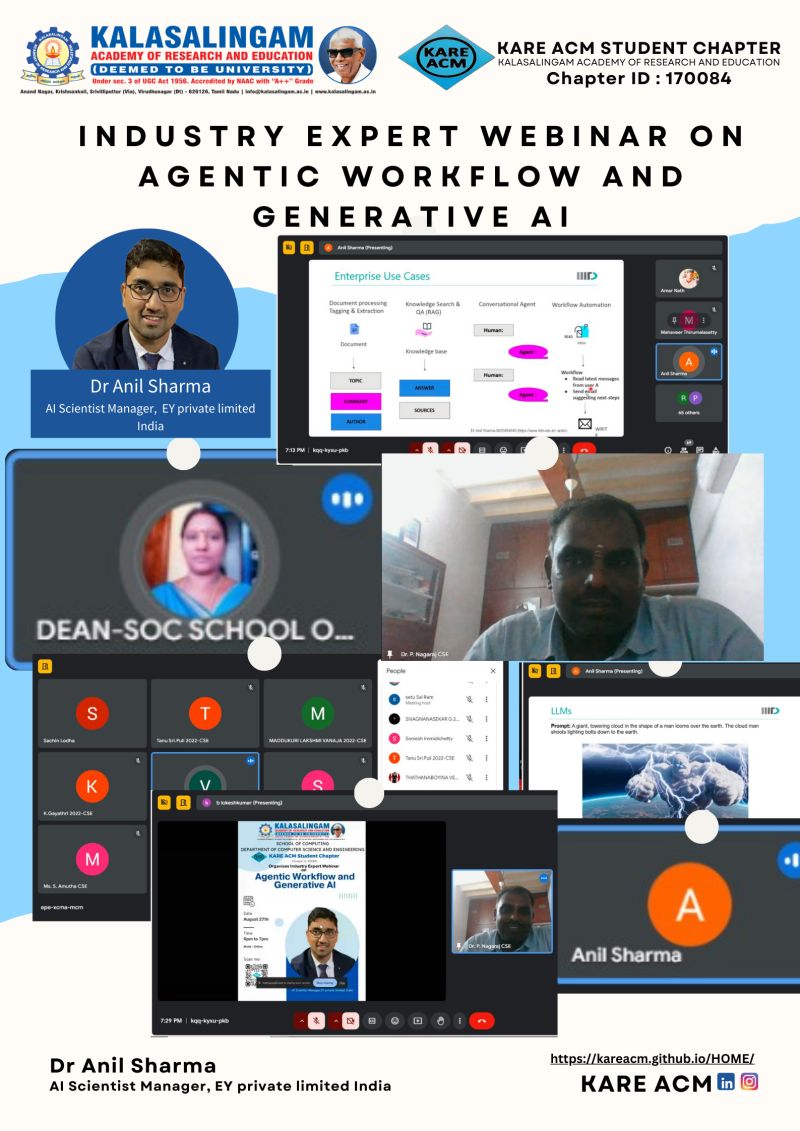 KALASALINGAM
ACADEMY OF RESEARCH AND EDUCATION
(DEEMED TO BE UNIVERSITY)
Under sec. 3 of UGC Act 1956. Accredited by NAAC with "A++" Grade
Anand Nagar, Krishnankoil, Srivilliputtur (Via), Virudhunagar (Dt) - 626126, Tamil Nadu | info@kalasalingam.ac.in | www.kalasalingam.ac.in
KARE
ACM
KARE ACM STUDENT CHAPTER
KALASALINGAM ACADEMY OF RESEARCH AND EDUCATION
Chapter ID : 170084
INDUSTRY EXPERT WEBINAR ON
AGENTIC WORKFLOW AND
GENERATIVE AI
Dr Anil Sharma
AI Scientist Manager, EY private limited
India
Anil Sharma (Presenting)
Enterprise Use Cases
Document processing
Tagging & Extraction
Document
TOPIC
SUMMARY
AUTHOR
Knowledge Search &
QA (RAG)
Knowledge base
ANSWER
SOURCES
Conversational Agent
Human:
Agent :
Human:
Agent :
Workflow Automation
READ
Workflow
Read latest messages
from user A
Send email
suggesting next-steps
Amar Nath
Mahaveer Thirumalasetty
A
Anil Sharma
R P
65 others
7:13 PM | kqq-kyxu-pkb
DEAN-SOC SCHOOL O...
Dr. P. Nagaraj CSE
S
Sachin Lodha
T
Tanu Sri.Puli 2022-CSE
M
MADDUKURI LAKSHMI VANAJA 2022-CSE
K
K.Gayathri 2022-CSE
V
S
M
Ms. S. Amutha CSE
epe-xcma-mcm
People
setu Sai Ram
Meeting host
SIVAGNANASEKAR G 2...
S
Saniesh Immidichetty
T
Tanu Sri.Puli 2022-CSE
THATHANABOYINA VE...
Anil Sharma (Presenting)
LLMs
Prompt: A giant, towering cloud in the shape of a man looms over the earth. The cloud man
shoots lighting bolts down to the earth.
A
Anil Sharma
b lokeshkumar (Presenting)
KALASALINGAM
SCHOOL OF COMPUTING
DEPARTMENT OF COMPUTER SCIENCE AND ENGINEERING
KARE ACM Student Chapter
Organizes Industry Expert
Webinar
Agentic Workflow and
Generative AI
Date
August 27th
Time
6pm to 7pm
Scan me
Dr. P. Nagaraj CSE
7:29 PM | kqq-kyxu-pkb
Dr Anil Sharma
AI Scientist Manager, EY private limited India
https://kareacm.github.io/HOME/
KARE ACM